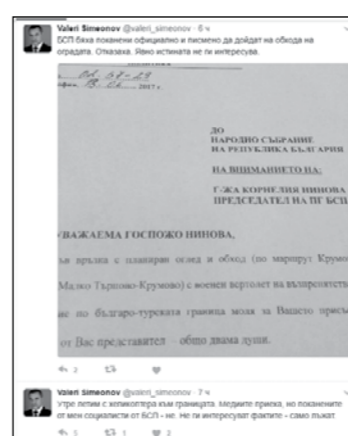 Valeri Simeonov @valeri_simeonov · 6 ч
БСП бяха поканени официално и писмено да дойдат на обхода на
оградата. Отказаха. Явно истината не ги интересува.
2017 г.
ДО
НАРОДНО СЪБРАНИЕ
НА РЕПУБЛИКА БЪЛГАРИЯ
НА ВНИМАНИЕТО НА:
Г-ЖА КОРНЕЛИЯ НИНОВА
ПРЕДСЕДАТЕЛ НА ПГ БСП
УВАЖАЕМА ГОСПОЖО НИНОВА,
ъв връзка с планиран оглед и обход (по маршрут Крумо
Малко Търново-Крумово) с военен вертолет на
по българо-турската граница моля за Вашето присъ
от Вас представител - общо двама души.
2
Valeri Simeonov @valeri_simeonov · 7 ч
Утре летим с хеликоптера към границата. Медиите приеха, но поканените
от мен социалисти от БСП - не. Не ги интересуват фактите - само лъжат.
5 1 2